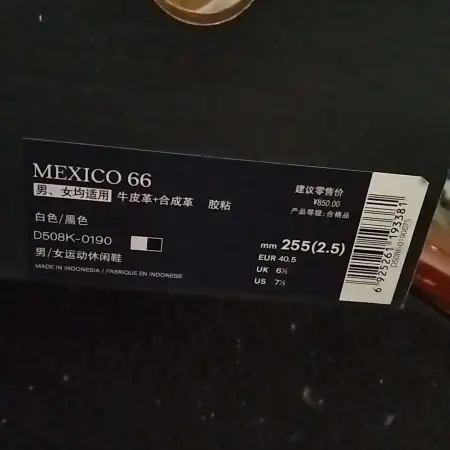 MEXICO 66
男、女均适用 牛皮革+合成革 胶粘
白色/黑色
D508K-0190
男/女运动休闲鞋
MADE IN INDONESIA / FABRIQUE EN INDONESIE
建议零售价
¥850.00
产品等级:合格品
mm 255(2.5)
EUR 40.5
UK 6½
US 7½
6 925261 193381